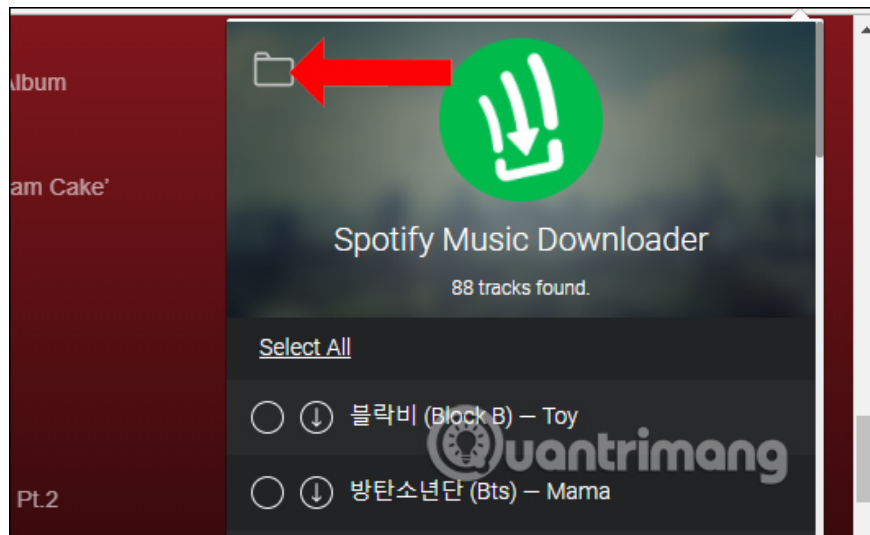 Album
am Cake’
Pt.2
Spotify Music Downloader
88 tracks found.
Select All
블락비 (Block B) – Toy
방탄소년단 (Bts) – Mama
Quantrimang